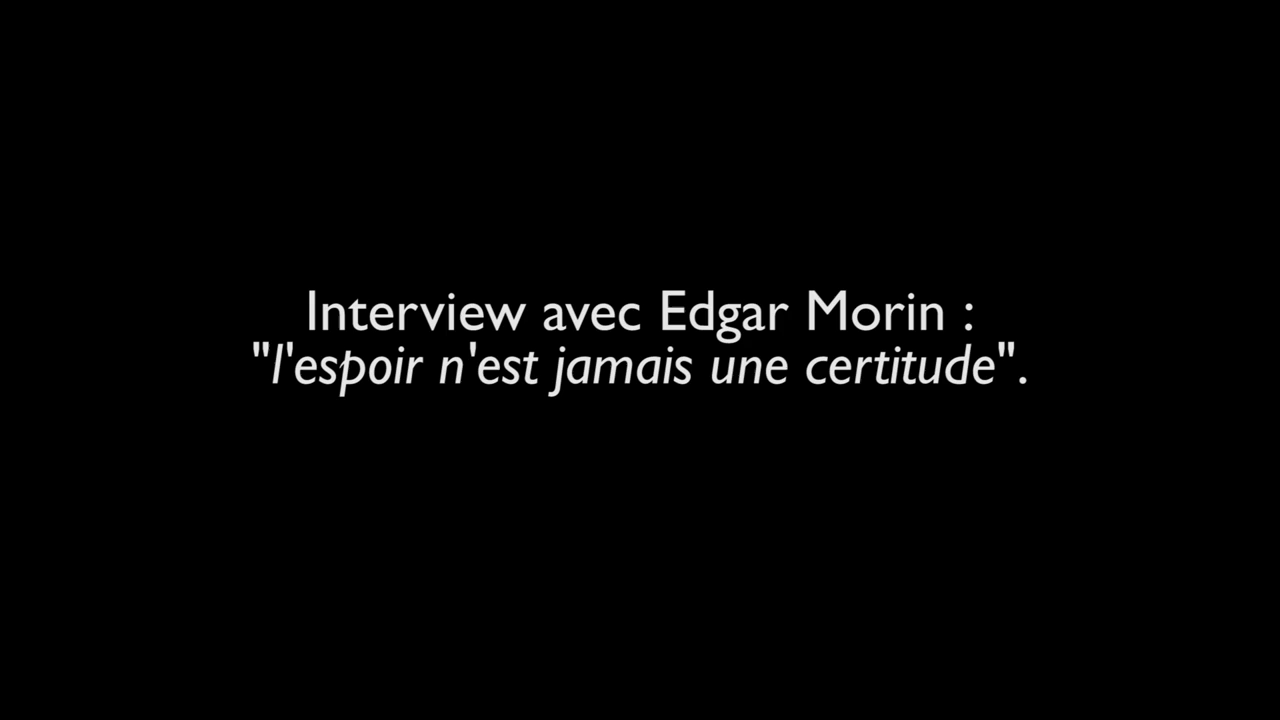 Interview avec Edgar Morin :
"l'espoir n'est jamais une certitude".